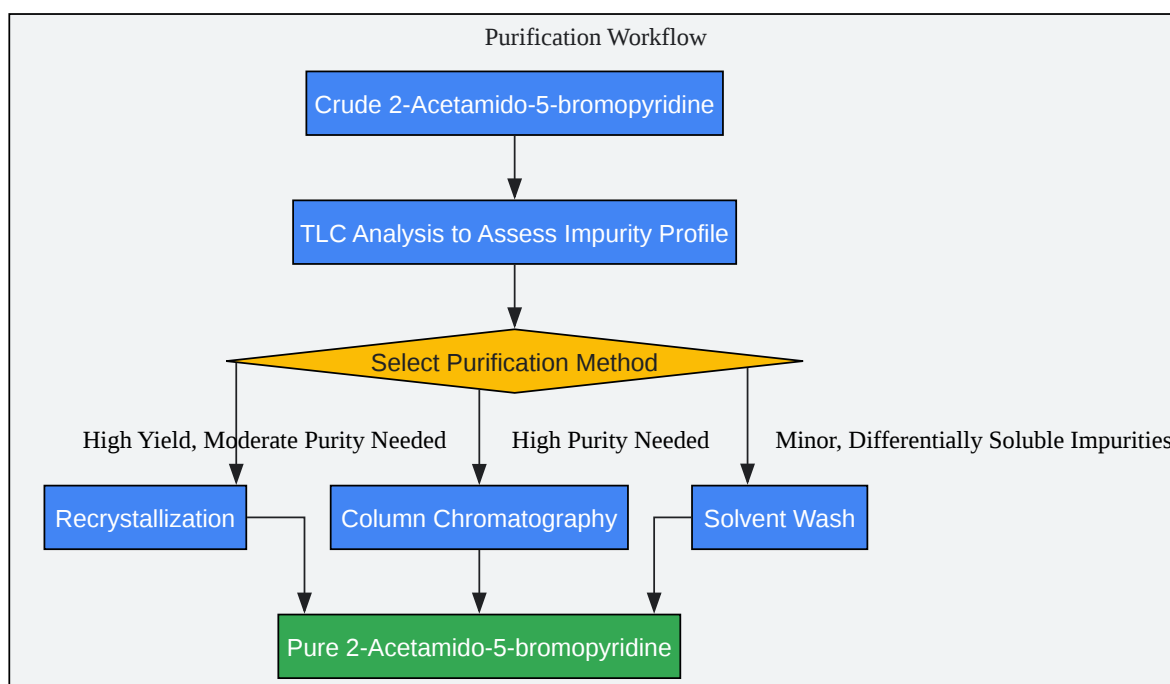 Purification Workflow
Crude 2-Acetamido-5-bromopyridine
TLC Analysis to Assess Impurity Profile
Select Purification Method
High Yield, Moderate Purity Needed
High Purity Needed
Minor, Differentially Soluble Impurities
Recrystallization
Column Chromatography
Solvent Wash
Pure 2-Acetamido-5-bromopyridine